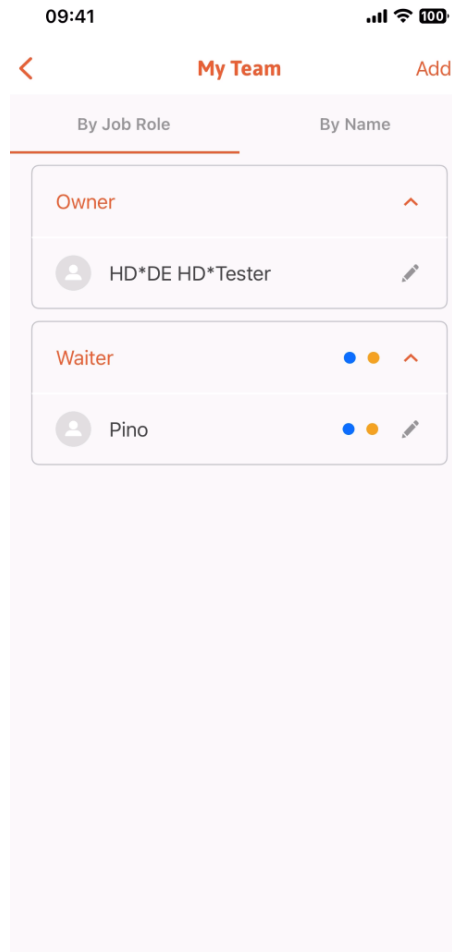 09:41
100
My Team
Add
By Job Role
By Name
Owner
HD*DE HD*Tester
Waiter
Pino